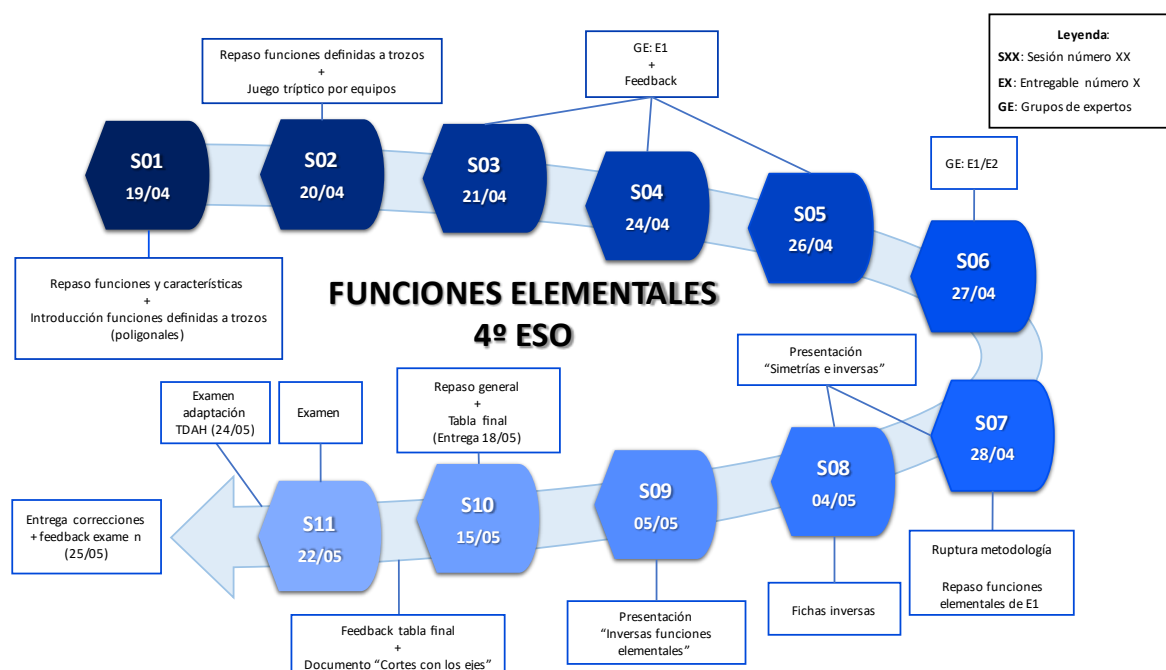 Leyenda:
SXX: Sesión número XX
EX: Entregable número X
GE: Grupos de expertos
Repaso funciones definidas a trozos
+
Juego tríptico por equipos
GE: E1
+
Feedback
GE: E1/E2
S01
19/04
S02
20/04
S03
21/04
S04
24/04
S05
26/04
S06
27/04
Repaso funciones y características
+
Introducción funciones definidas a trozos
(poligonales)
FUNCIONES ELEMENTALES
4º ESO
Presentación
“Simetrías e inversas”
Examen
adaptación
TDAH (24/05)
Examen
Repaso general
+
Tabla final
(Entrega 18/05)
S07
28/04
S08
04/05
S09
05/05
S10
15/05
S11
22/05
Entrega correcciones
+ feedback exame n
(25/05)
Ruptura metodología
Repaso funciones
elementales de E1
Fichas inversas
Presentación
“Inversas funciones
elementales”
Feedback tabla final
+
Documento “Cortes con los ejes”